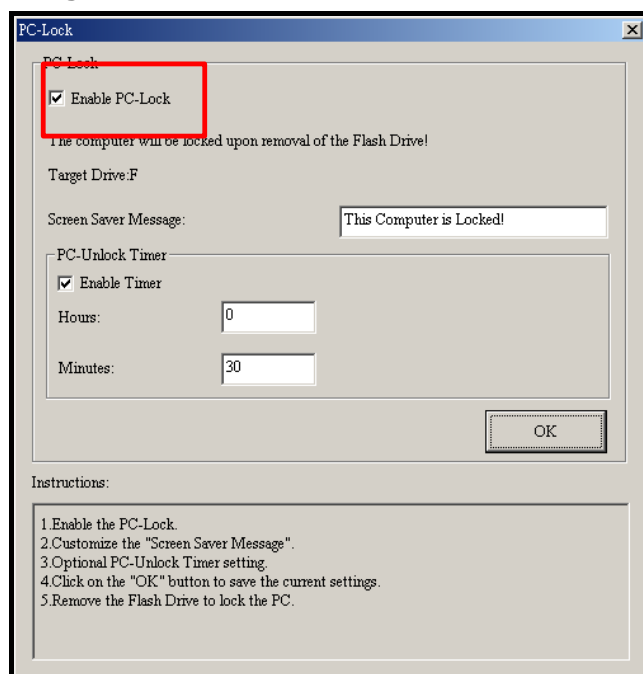 PC-Lock
PC-Lock
Enable PC-Lock
The computer will be locked upon removal of the Flash Drive!
Target Drive:F
Screen Saver Message:
This Computer is Locked!
PC-Unlock Timer
Enable Timer
Hours:
0
Minutes:
30
OK
Instructions:
1.Enable the PC-Lock.
2.Customize the "Screen Saver Message".
3.Optional PC-Unlock Timer setting.
4.Click on the "OK" button to save the current settings.
5.Remove the Flash Drive to lock the PC.